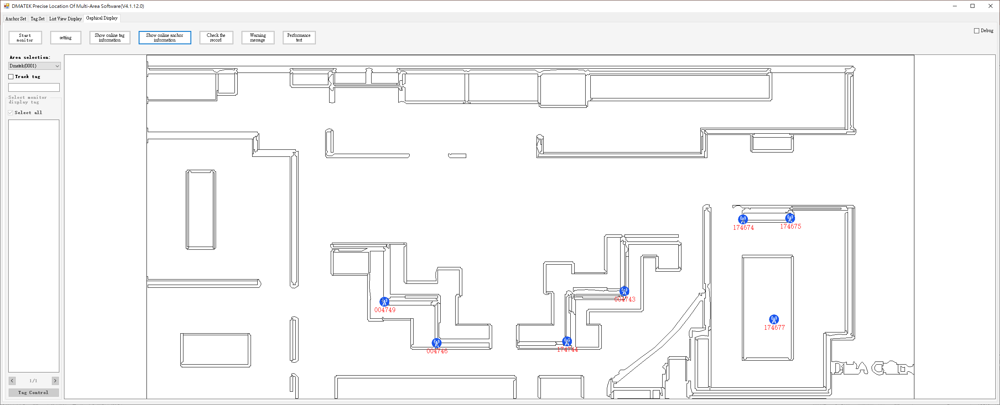 DMATEK Precise Location Of Multi-Area Software(V4.1.12.0)
Anchor Set
Tag Set
List View Display
Gaphical Display
Start
monitor
setting
Show online tag
information
Show online anchor
information
Check the
record
Warning
message
Performance
test
Debug
Area selection:
Dmatek(0001)
Track tag
Select monitor
display tag
Select all
174674
174675
004743
004749
174677
004746
174744
1/1
Tag Control